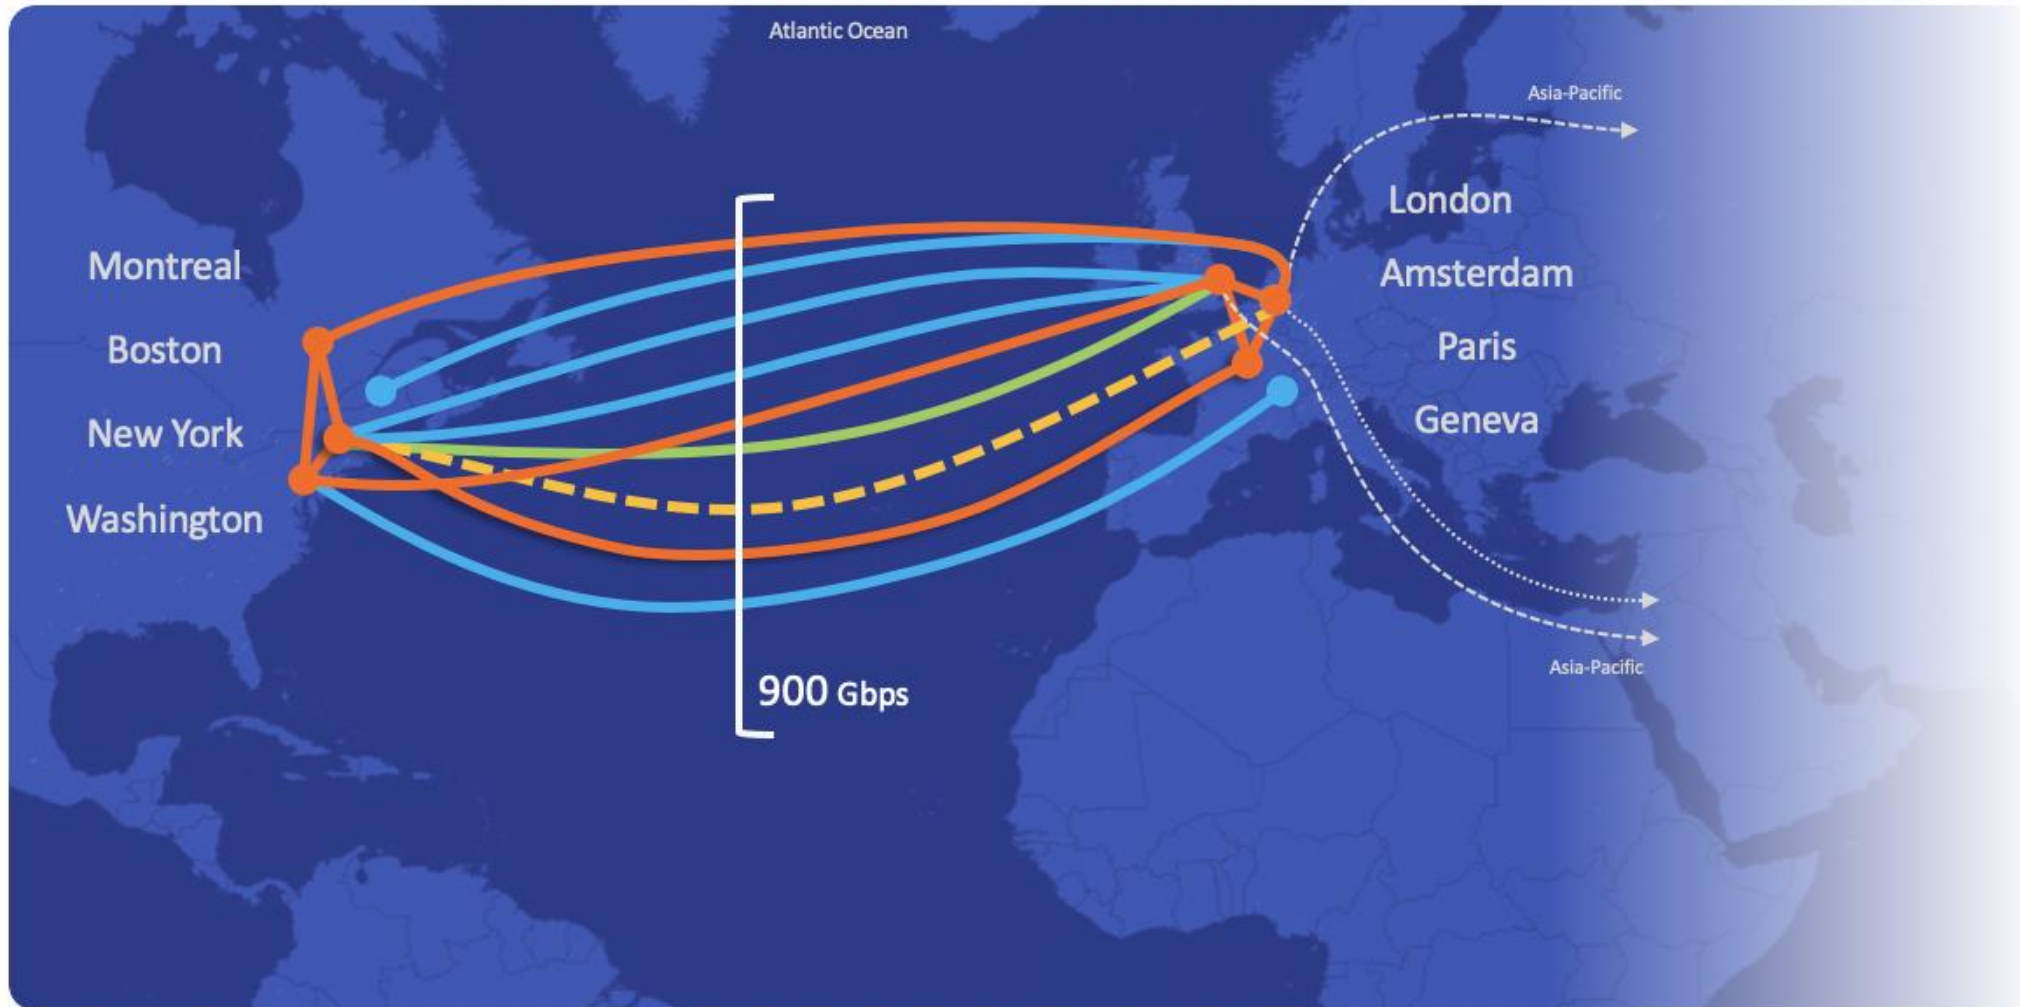 Atlantic Ocean
Asia-Pacific
London
Montreal
Amsterdam
Boston
Paris
New York
Geneva
Washington
Asia-Pacific
900 Gbps